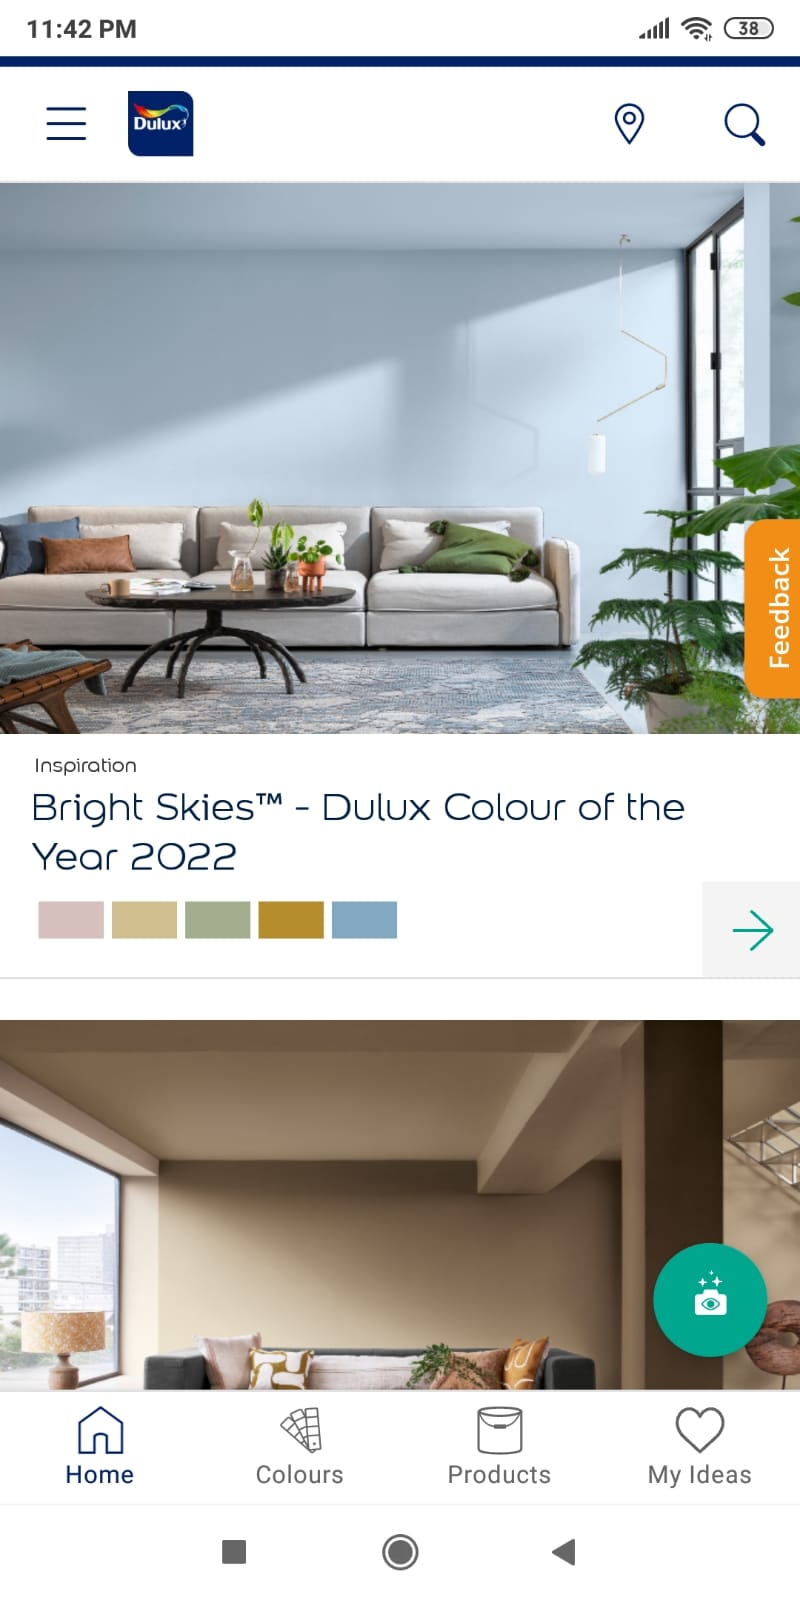 11:42 PM
38
Dulux
Feedback
Inspiration
Bright Skies™ - Dulux Colour of the
Year 2022
Home
Colours
Products
My Ideas